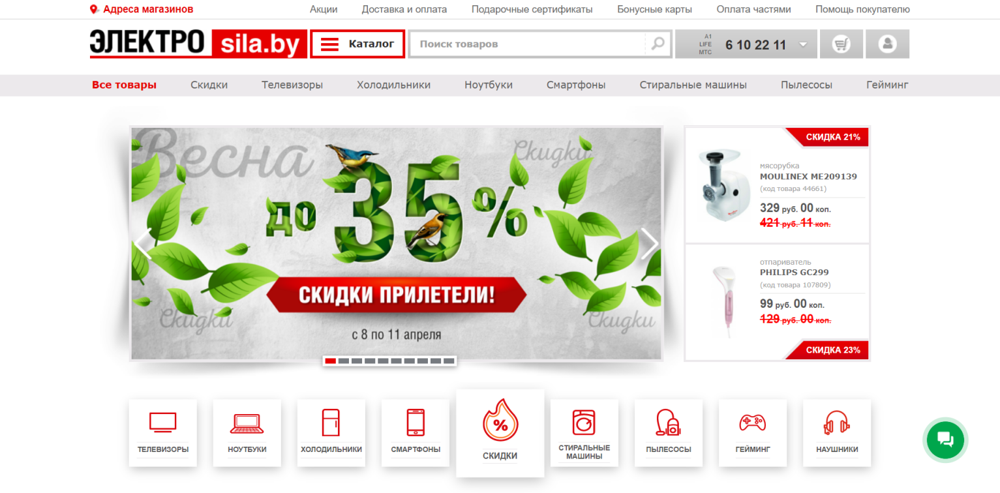 Адреса магазинов
Акции
Доставка и оплата
Подарочные сертификаты
Бонусные карты
Оплата частями
Помощь покупателю
ЭЛЕКТРО sila.by
Каталог
Поиск товаров
A1
LIFE
МТС
6 10 22 11
Все товары
Скидки
Телевизоры
Холодильники
Ноутбуки
Смартфоны
Стиральные машины
Пылесосы
Гейминг
Весна
Скидки
до 35%
СКИДКИ ПРИЛЕТЕЛИ!
Скидки
Скидки
с 8 по 11 апреля
СКИДКА 21%
мясорубка
MOULINEX ME209139
(код товара 44661)
329 руб. 00 коп.
421 руб. 11 коп.
отпариватель
PHILIPS GC299
(код товара 107809)
99 руб. 00 коп.
129 руб. 00 коп.
СКИДКА 23%
ТЕЛЕВИЗОРЫ
НОУТБУКИ
ХОЛОДИЛЬНИКИ
СМАРТФОНЫ
%
СКИДКИ
СТИРАЛЬНЫЕ
МАШИНЫ
ПЫЛЕСОСЫ
ГЕЙМИНГ
НАУШНИКИ